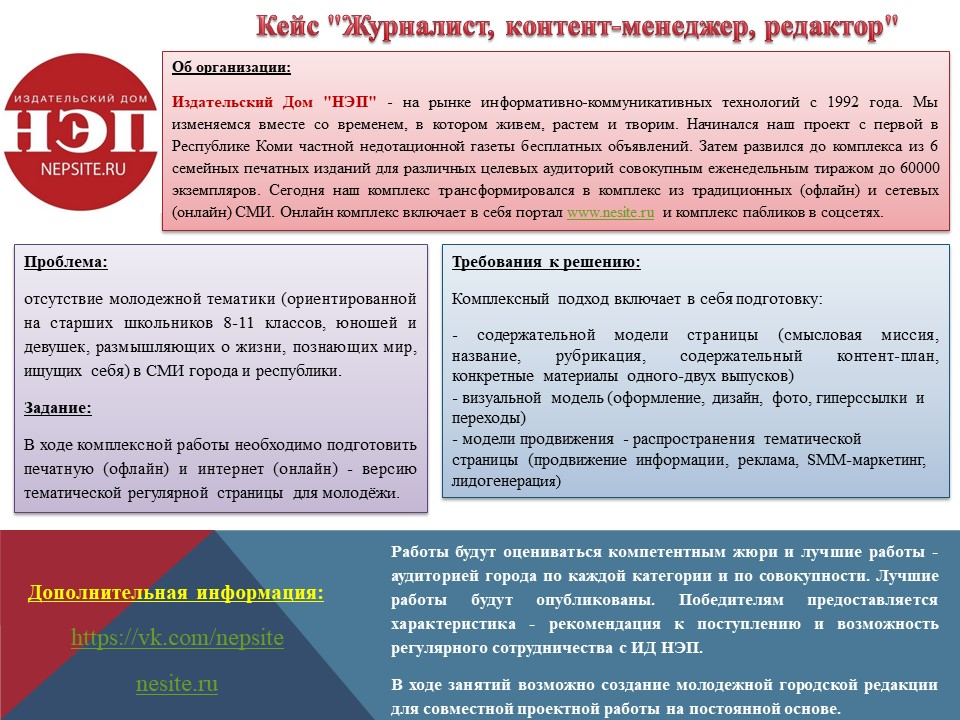 Кейс "Журналист, контент-менеджер, редактор"
ИЗДАТЕЛЬСКИЙ ДОМ
НЭП
NEPSITE.RU
Об организации:
Издательский Дом "НЭП" - на рынке информативно-коммуникативных технологий с 1992 года. Мы
изменяемся вместе со временем, в котором живем, растем и творим. Начинался наш проект с первой в
Республике Коми частной недотационной газеты бесплатных объявлений. Затем развился до комплекса из 6
семейных печатных изданий для различных целевых аудиторий совокупным еженедельным тиражом до 60000
экземпляров. Сегодня наш комплекс трансформировался в комплекс из традиционных (офлайн) и сетевых
(онлайн) СМИ. Онлайн комплекс включает в себя портал www.nesite.ru и комплекс пабликов в соцсетях.
Проблема:
отсутствие молодежной тематики (ориентированной
на старших школьников 8-11 классов, юношей и
девушек, размышляющих о жизни, познающих мир,
ищущих себя) в СМИ города и республики.
Задание:
В ходе комплексной работы необходимо подготовить
печатную (офлайн) и интернет (онлайн) - версию
тематической регулярной страницы для молодёжи.
Требования к решению:
Комплексный подход включает в себя подготовку:
- содержательной модели страницы (смысловая миссия,
название, рубрикация, содержательный контент-план,
конкретные материалы одного-двух выпусков)
- визуальной модель (оформление, дизайн, фото, гиперссылки и
переходы)
- модели продвижения - распространения тематической
страницы (продвижение информации, реклама, SMM-маркетинг,
лидогенерация)
Дополнительная информация:
https://vk.com/nepsite
nesite.ru
Работы будут оцениваться компетентным жюри и лучшие работы -
аудиторией города по каждой категории и по совокупности. Лучшие
работы будут опубликованы. Победителям предоставляется
характеристика - рекомендация к поступлению и возможность
регулярного сотрудничества с ИД НЭП.
В ходе занятий возможно создание молодежной городской редакции
для совместной проектной работы на постоянной основе.